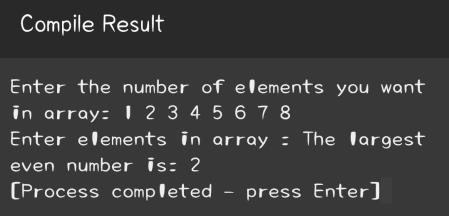 Compile Result
Enter the number of elements you want
in array: 1 2 3 4 5 6 7 8
Enter elements in array : The largest
even number is: 2
[Process completed - press Enter]